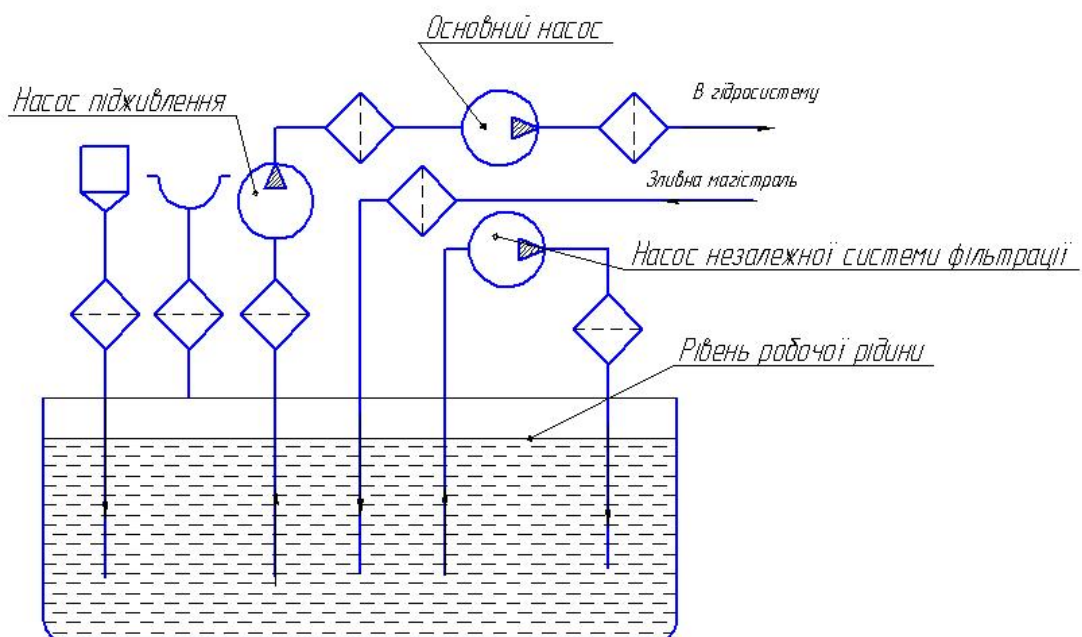 Основний насос
Насос підживлення
В гідросистему
Зливна магістраль
Насос незалежної системи фільтрації
Рівень робочої рідини